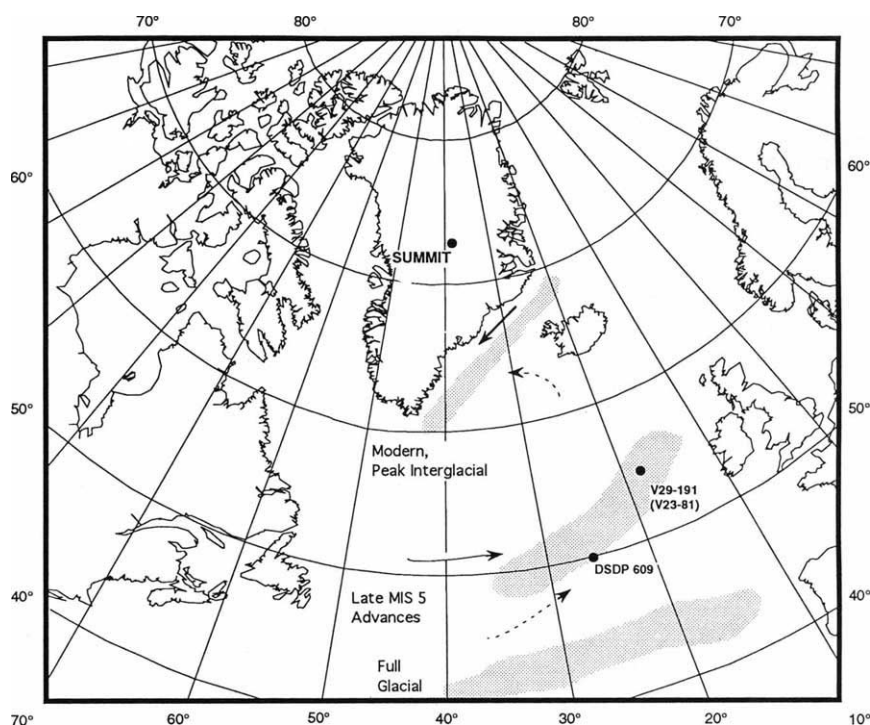 70° 80° 70°
60° 60°
SUMMIT
50° 50°
Modern,
Peak Interglacial
V29-191
(V23-81)
DSDP 609
40° 40°
Late MIS 5
Advances
Full
Glacial
70° 60° 50° 40° 30° 20° 10°